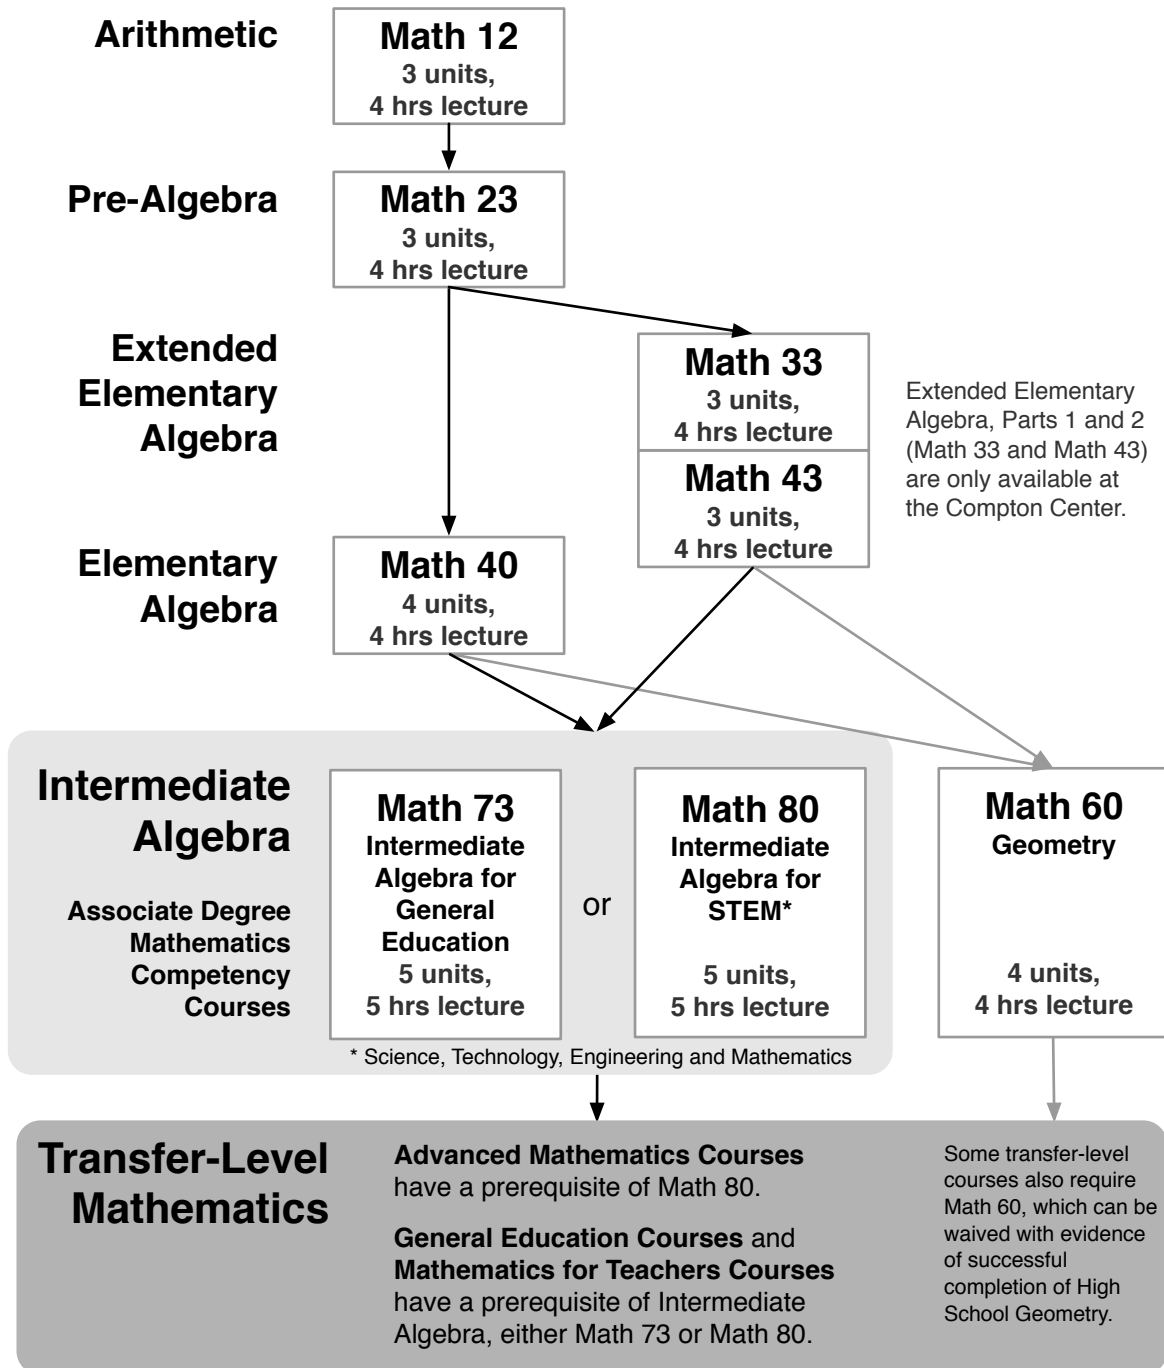 Arithmetic
Math 12
3 units,
4 hrs lecture
Pre-Algebra
Math 23
3 units,
4 hrs lecture
Extended
Elementary
Algebra
Math 33
3 units,
4 hrs lecture
Math 43
3 units,
4 hrs lecture
Extended Elementary
Algebra, Parts 1 and 2
(Math 33 and Math 43)
are only available at
the Compton Center.
Elementary
Algebra
Math 40
4 units,
4 hrs lecture
Intermediate
Algebra
Associate Degree
Mathematics
Competency
Courses
Math 73
Intermediate
Algebra for
General
Education
5 units,
5 hrs lecture
or
Math 80
Intermediate
Algebra for
STEM*
5 units,
5 hrs lecture
* Science, Technology, Engineering and Mathematics
Math 60
Geometry
4 units,
4 hrs lecture
Transfer-Level
Mathematics
Advanced Mathematics Courses
have a prerequisite of Math 80.
General Education Courses and
Mathematics for Teachers Courses
have a prerequisite of Intermediate
Algebra, either Math 73 or Math 80.
Some transfer-level
courses also require
Math 60, which can be
waived with evidence
of successful
completion of High
School Geometry.